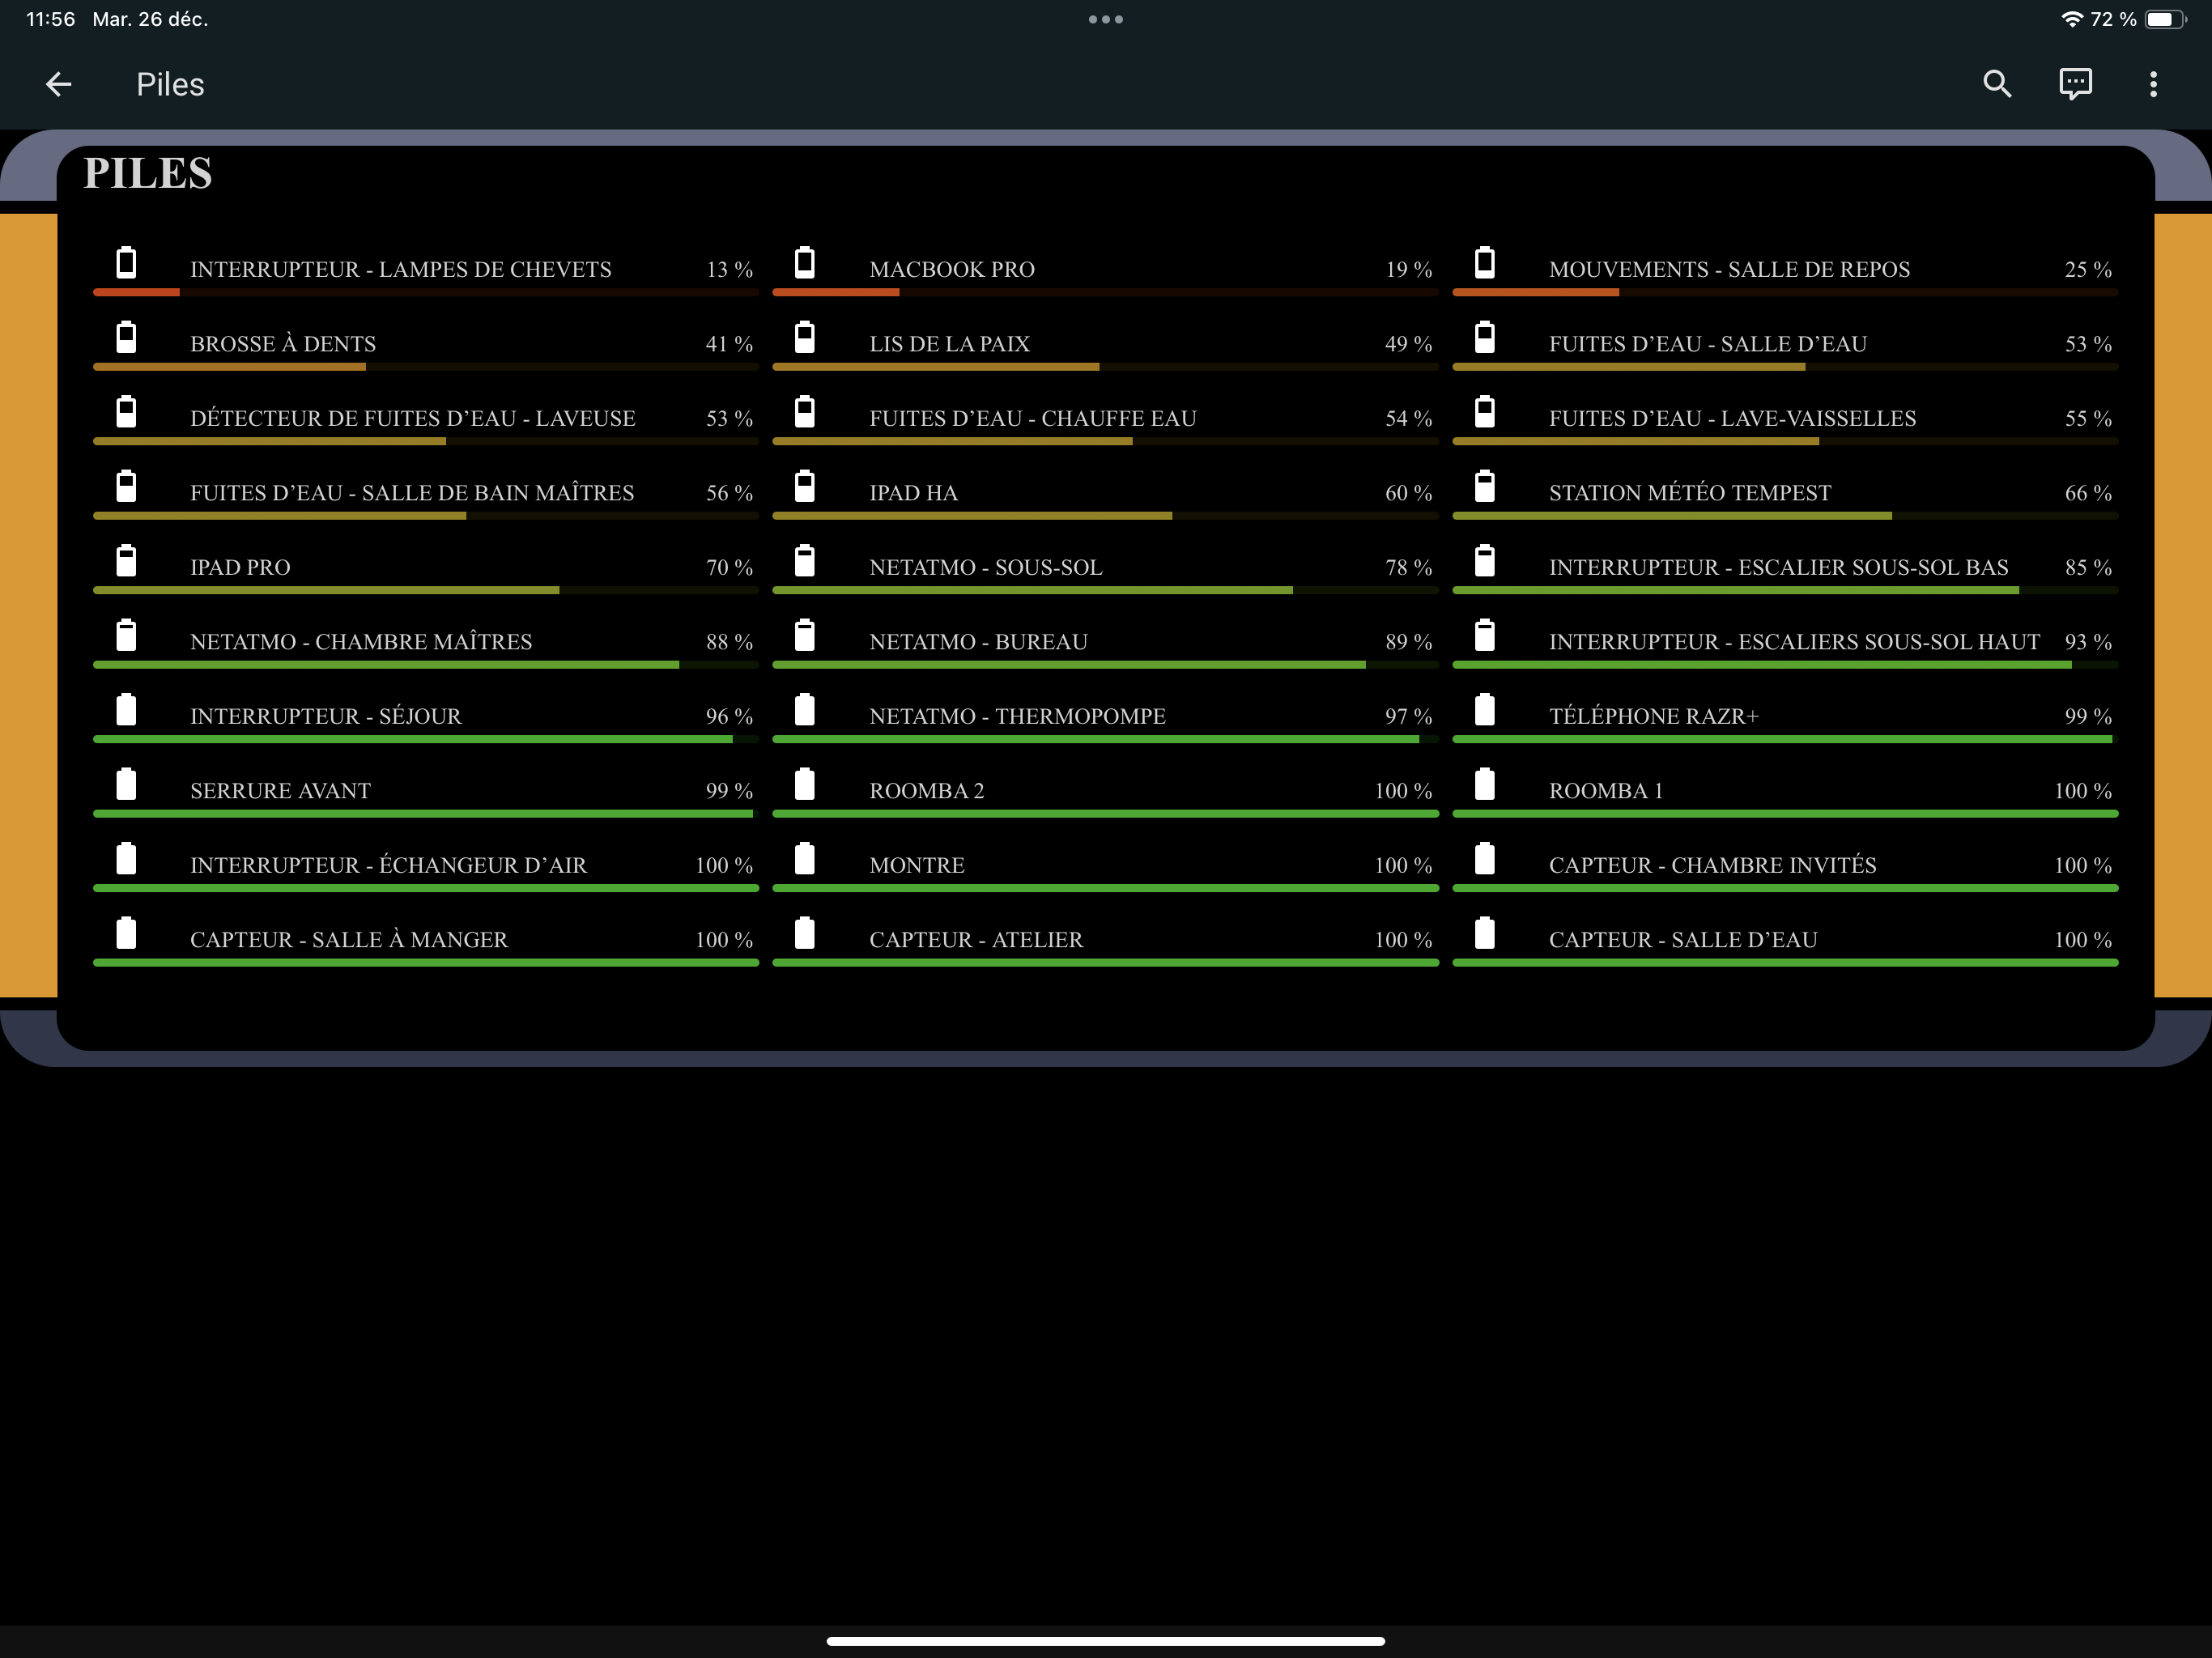 11:56 Mar. 26 déc.
72 %
Piles
PILES
INTERRUPTEUR - LAMPES DE CHEVETS 13 %
MACBOOK PRO 19 %
MOUVEMENTS - SALLE DE REPOS 25 %
BROSSE À DENTS 41 %
LIS DE LA PAIX 49 %
FUITES D’EAU - SALLE D’EAU 53 %
DÉTECTEUR DE FUITES D’EAU - LAVEUSE 53 %
FUITES D’EAU - CHAUFFE EAU 54 %
FUITES D’EAU - LAVE-VAISSELLES 55 %
FUITES D’EAU - SALLE DE BAIN MAÎTRES 56 %
IPAD HA 60 %
STATION MÉTÉO TEMPEST 66 %
IPAD PRO 70 %
NETATMO - SOUS-SOL 78 %
INTERRUPTEUR - ESCALIER SOUS-SOL BAS 85 %
NETATMO - CHAMBRE MAÎTRES 88 %
NETATMO - BUREAU 89 %
INTERRUPTEUR - ESCALIERS SOUS-SOL HAUT 93 %
INTERRUPTEUR - SÉJOUR 96 %
NETATMO - THERMOPOMPE 97 %
TÉLÉPHONE RAZR+ 99 %
SERRURE AVANT 99 %
ROOMBA 2 100 %
ROOMBA 1 100 %
INTERRUPTEUR - ÉCHANGEUR D’AIR 100 %
MONTRE 100 %
CAPTEUR - CHAMBRE INVITÉS 100 %
CAPTEUR - SALLE À MANGER 100 %
CAPTEUR - ATELIER 100 %
CAPTEUR - SALLE D’EAU 100 %